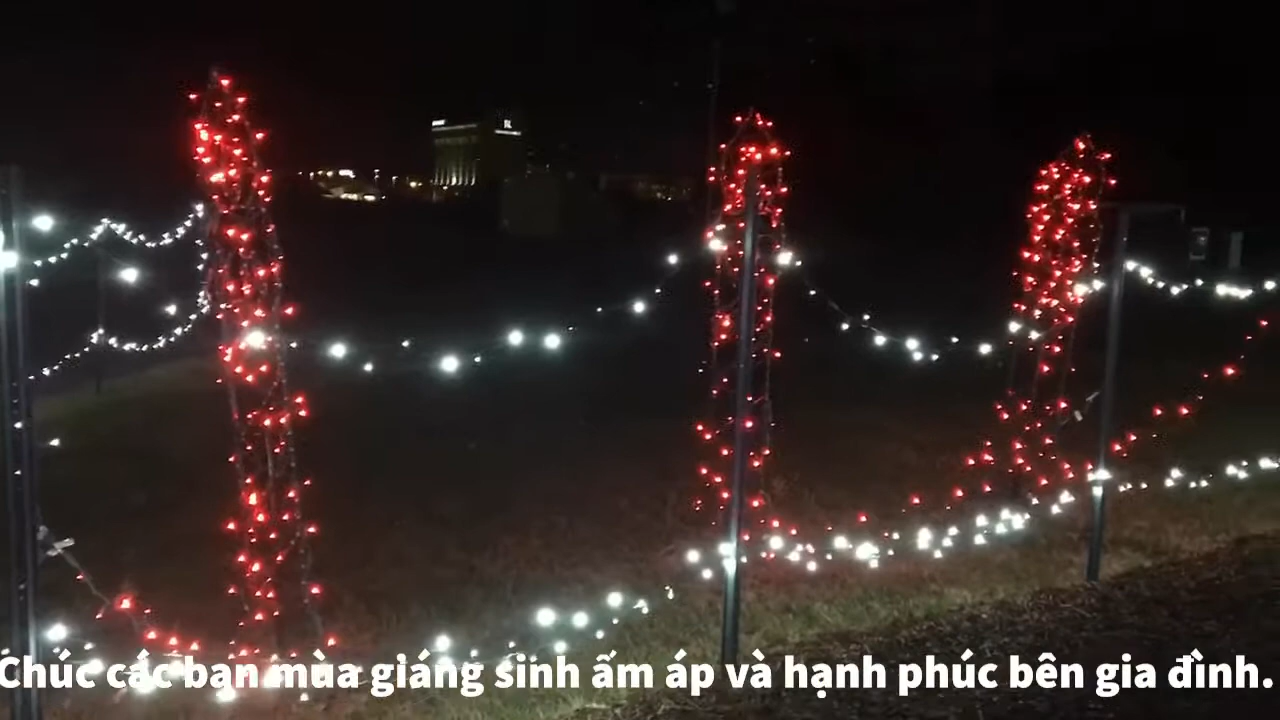 Chúc các bạn mùa giáng sinh ấm áp và hạnh phúc bên gia đình.